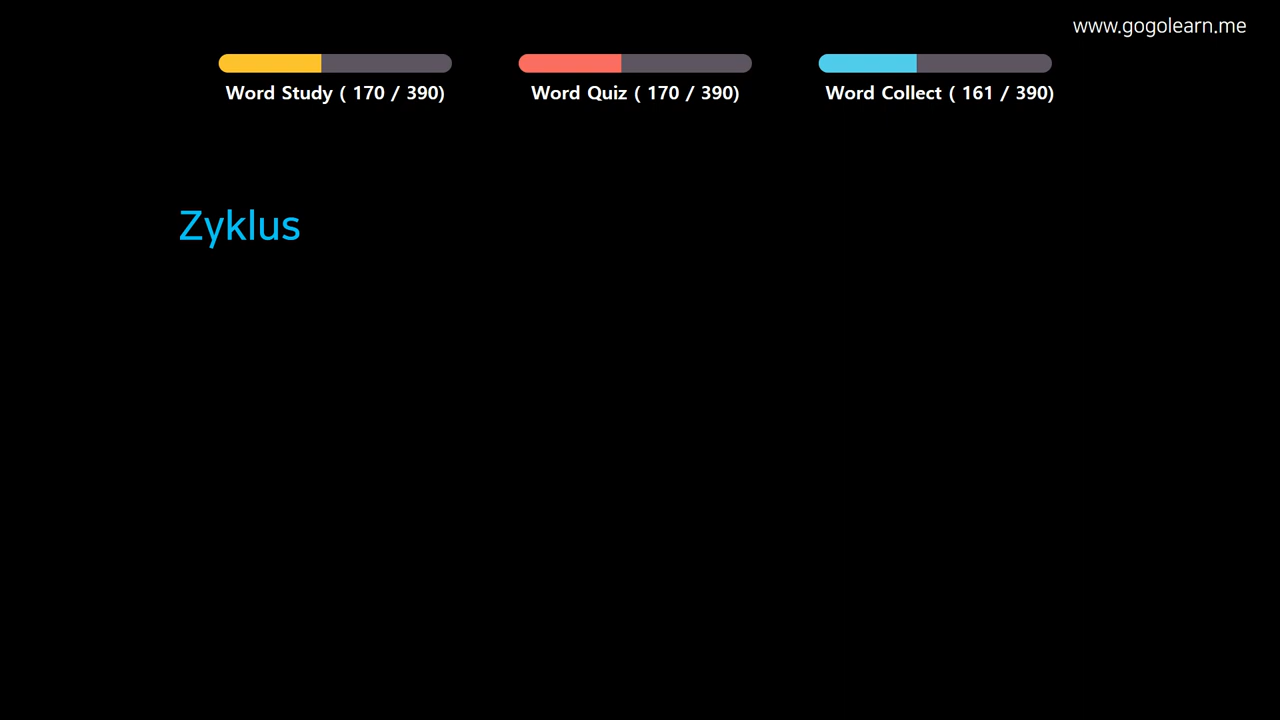 www.gogolearn.me
Word Study ( 170 / 390)
Word Quiz ( 170 / 390)
Word Collect ( 161 / 390)
Zyklus